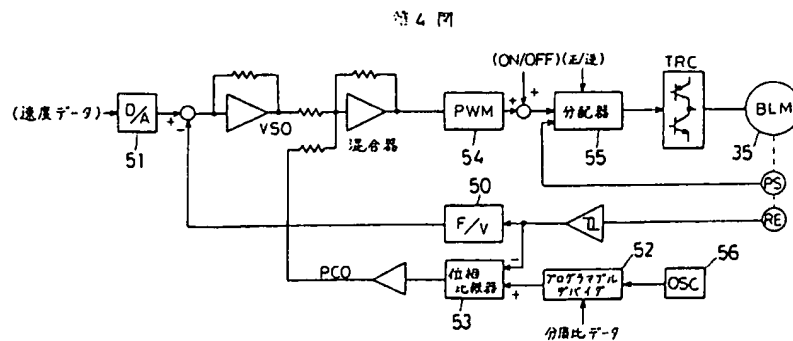 第4図
(ON/OFF)(正/逆)
TRC
(速度データ)
D/A
51
+
-
VSO
混合器
PWM
54
+
+
分配器
55
BLM
35
PS
RE
50
F/V
PCO
位相
比較器
53
-
+
52
プログラマブル
デバイデ
分周比データ
56
OSC